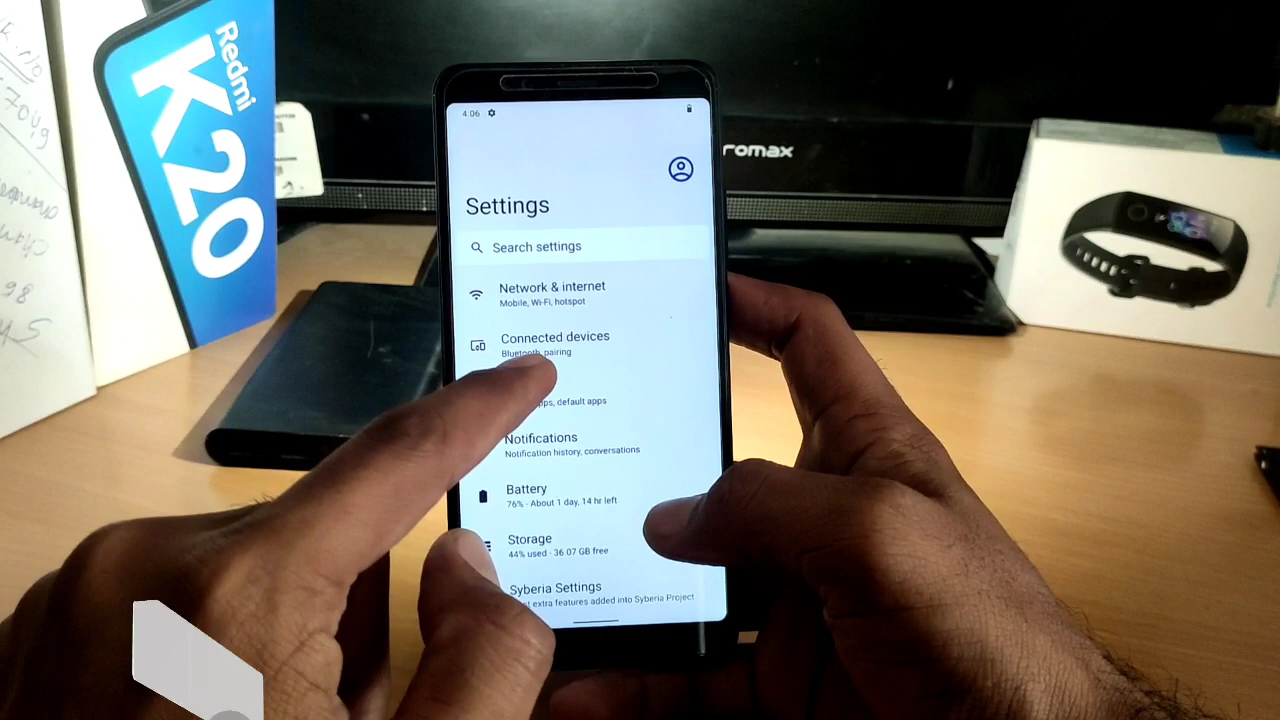 Redmi
K20
romax
4:06
Settings
Search settings
Network & internet
Mobile, Wi-Fi, hotspot
Connected devices
Bluetooth, pairing
default apps
Notifications
Notification history, conversations
Battery
76% - About 1 day, 14 hr left
Storage
44% used - 36.07 GB free
Syberia Settings
extra features added into Syberia Project